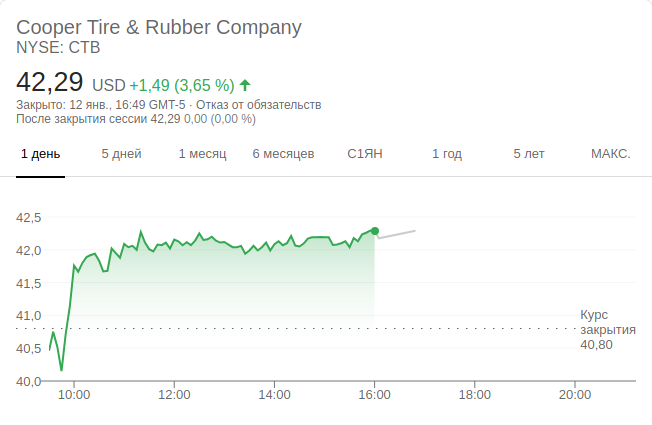 Cooper Tire & Rubber Company
NYSE: CTB
42,29 USD +1,49 (3,65 %)
Закрыто: 12 янв., 16:49 GMT-5 · Отказ от обязательств
После закрытия сессии 42,29 0,00 (0,00 %)
1 день 5 дней 1 месяц 6 месяцев С1ЯН 1 год 5 лет МАКС.
42,5
42,0
41,5
41,0
40,5
40,0
Курс
закрытия
40,80
10:00 12:00 14:00 16:00 18:00 20:00